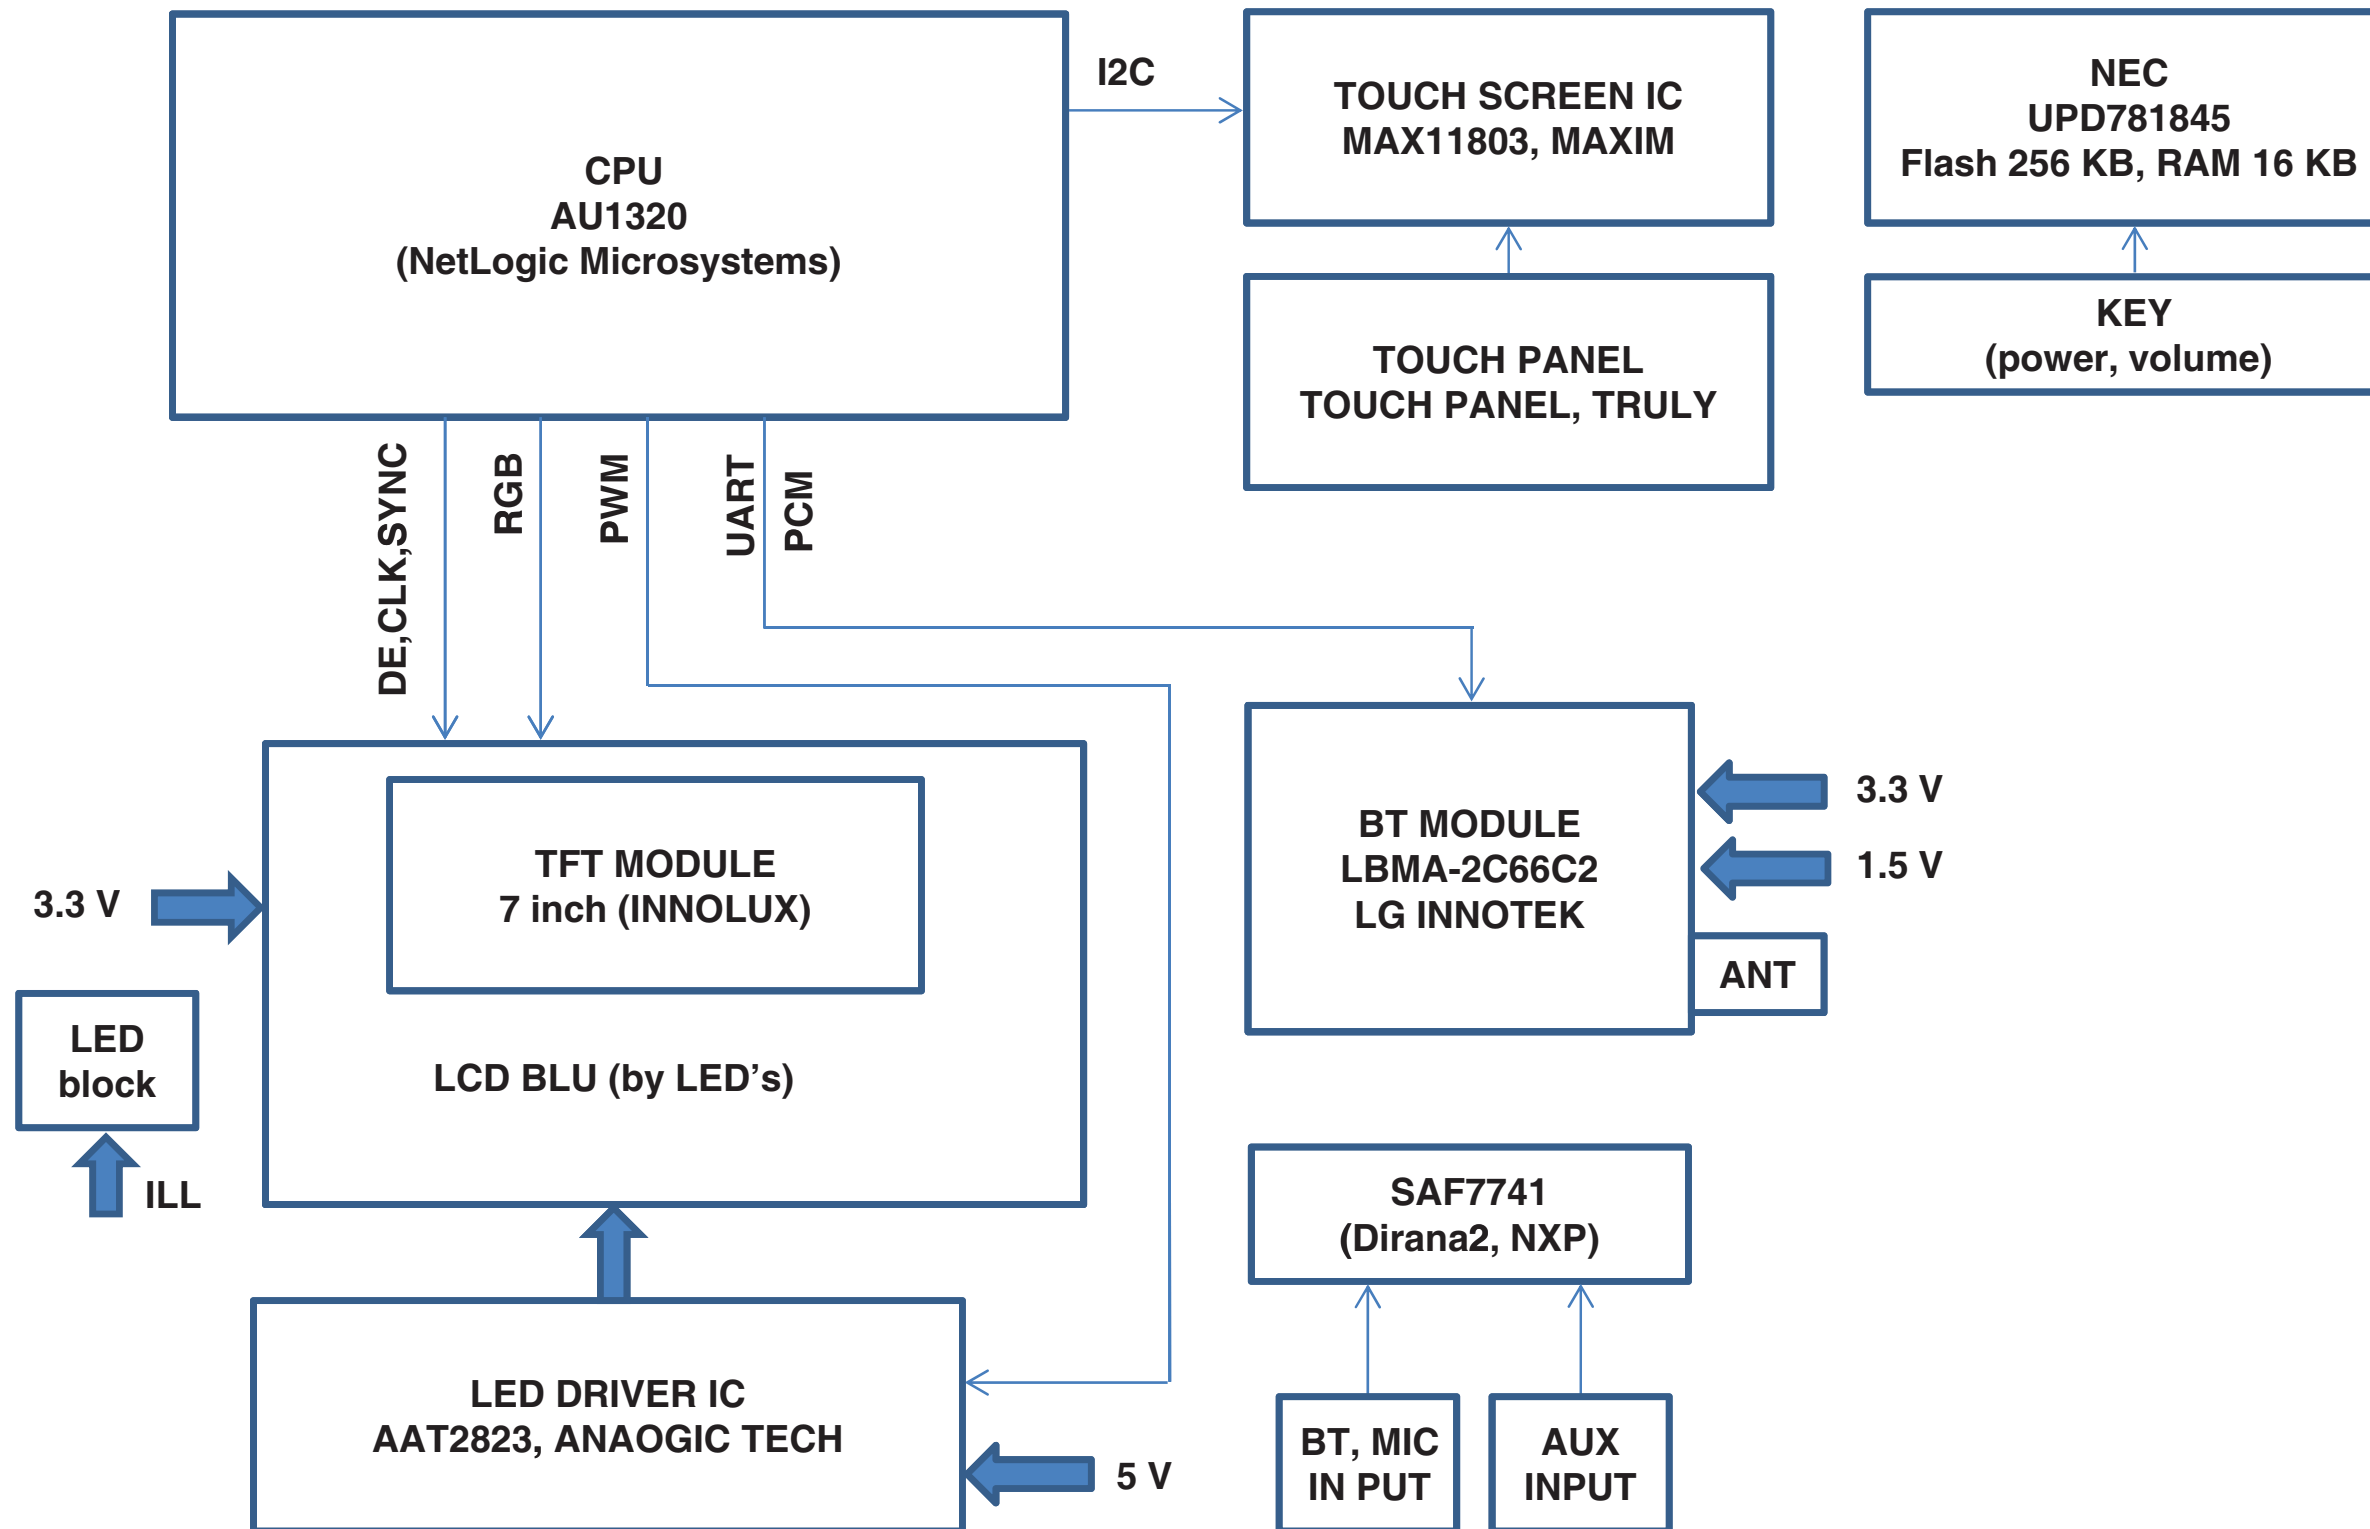 CPU
AU1320
(NetLogic Microsystems)
I2C
TOUCH SCREEN IC
MAX11803, MAXIM
NEC
UPD781845
Flash 256 KB, RAM 16 KB
TOUCH PANEL
TOUCH PANEL, TRULY
KEY
(power, volume)
DE,CLK,SYNC
RGB
PWM
UART
PCM
3.3 V
TFT MODULE
7 inch (INNOLUX)
LCD BLU (by LED’s)
LED
block
ILL
BT MODULE
LBMA-2C66C2
LG INNOTEK
3.3 V
1.5 V
ANT
SAF7741
(Dirana2, NXP)
LED DRIVER IC
AAT2823, ANAOGIC TECH
5 V
BT, MIC
IN PUT
AUX
INPUT